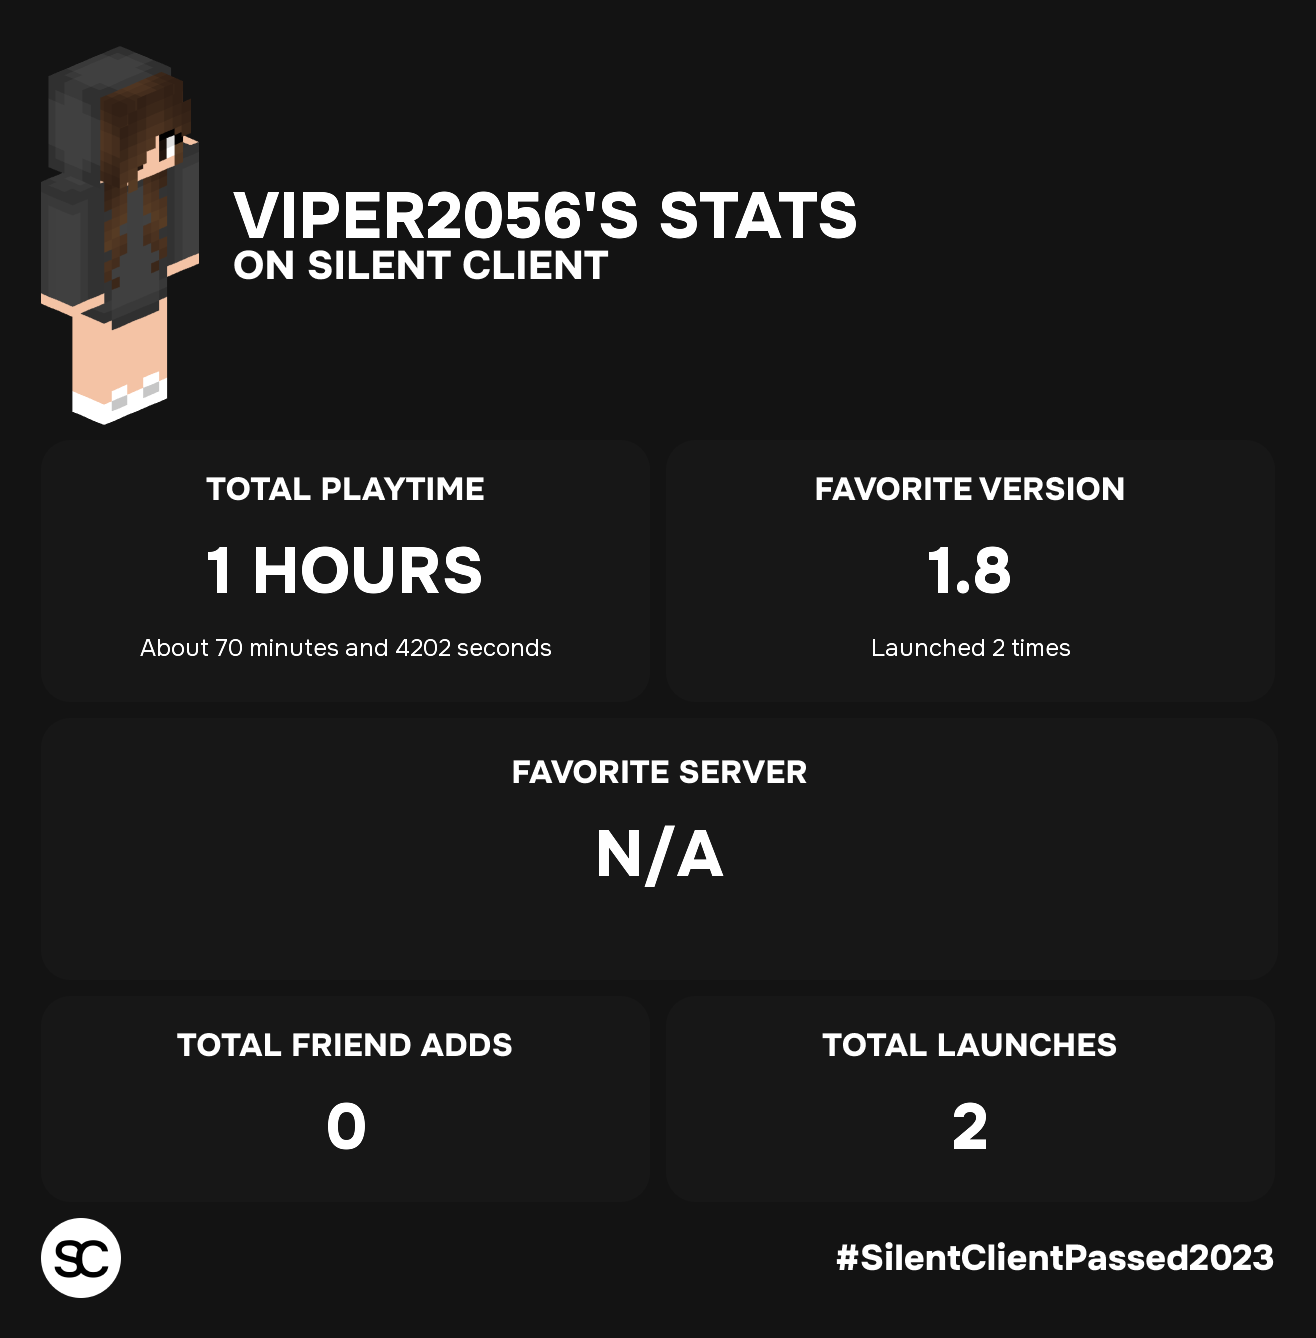 VIPER2056'S STATS
ON SILENT CLIENT
TOTAL PLAYTIME
1 HOURS
About 70 minutes and 4202 seconds
FAVORITE VERSION
1.8
Launched 2 times
FAVORITE SERVER
N/A
TOTAL FRIEND ADDS
0
TOTAL LAUNCHES
2
SC
#SilentClientPassed2023